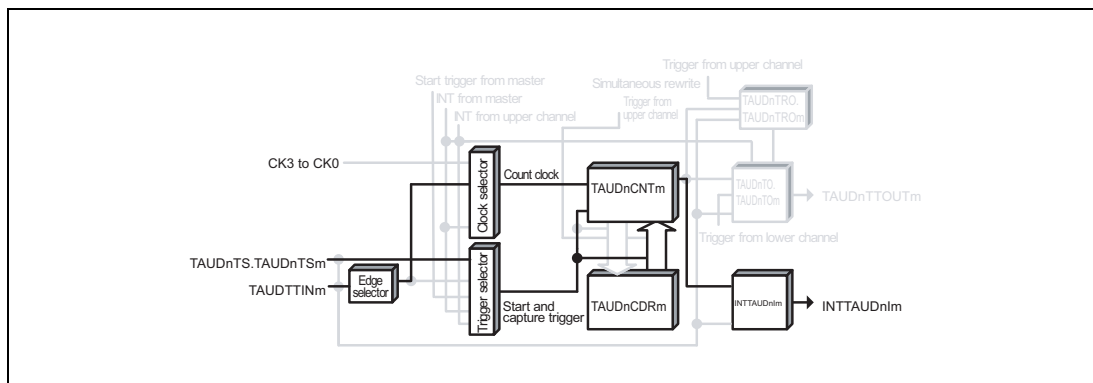 Trigger from upper channel
Start trigger from master
Simultaneous rewrite
INT from master
Trigger from
upper channel
INT from upper channel
TAUDnTRO.
TAUDnTROm
CK3 to CK0
Clock selector
Count clock
TAUDnCNTm
TAUDnTO.
TAUDnTOm
TAUDnTTOUTm
Trigger from lower channel
TAUDnTS.TAUDnTSm
TAUDTTINm
Edge
selector
Trigger selector
Start and
capture trigger
TAUDnCDRm
INTTAUDnIm
INTTAUDnIm